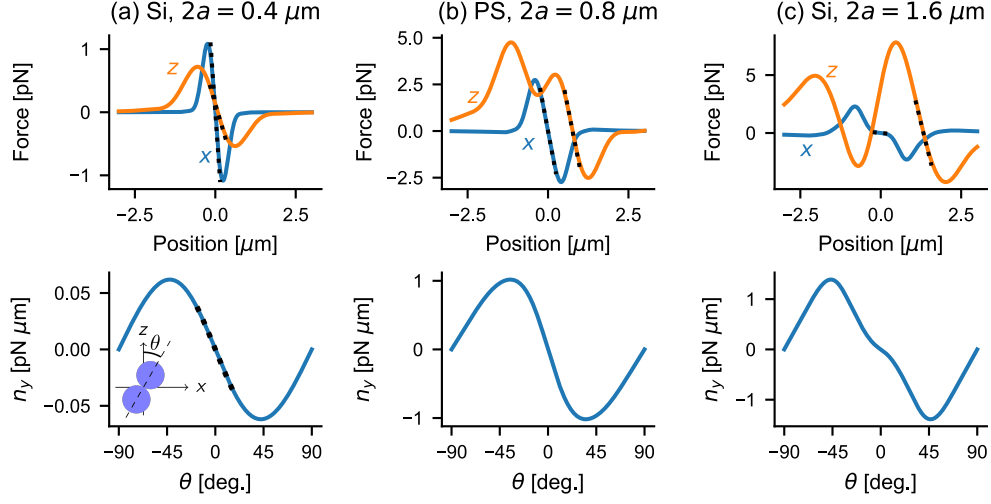 (a) Si, 2a = 0.4 μm
(b) PS, 2a = 0.8 μm
(c) Si, 2a = 1.6 μm
Force [pN]
1
0
−1
z
x
−2.5
0.0
2.5
Position [μm]
Force [pN]
5.0
2.5
0.0
−2.5
z
x
−2.5
0.0
2.5
Position [μm]
Force [pN]
5
0
z
x
−2.5
0.0
2.5
Position [μm]
n_y [pN μm]
0.05
0.00
−0.05
z
θ
x
−90
−45
0
45
90
θ [deg.]
n_y [pN μm]
1
0
−1
−90
−45
0
45
90
θ [deg.]
n_y [pN μm]
1
0
−1
−90
−45
0
45
90
θ [deg.]